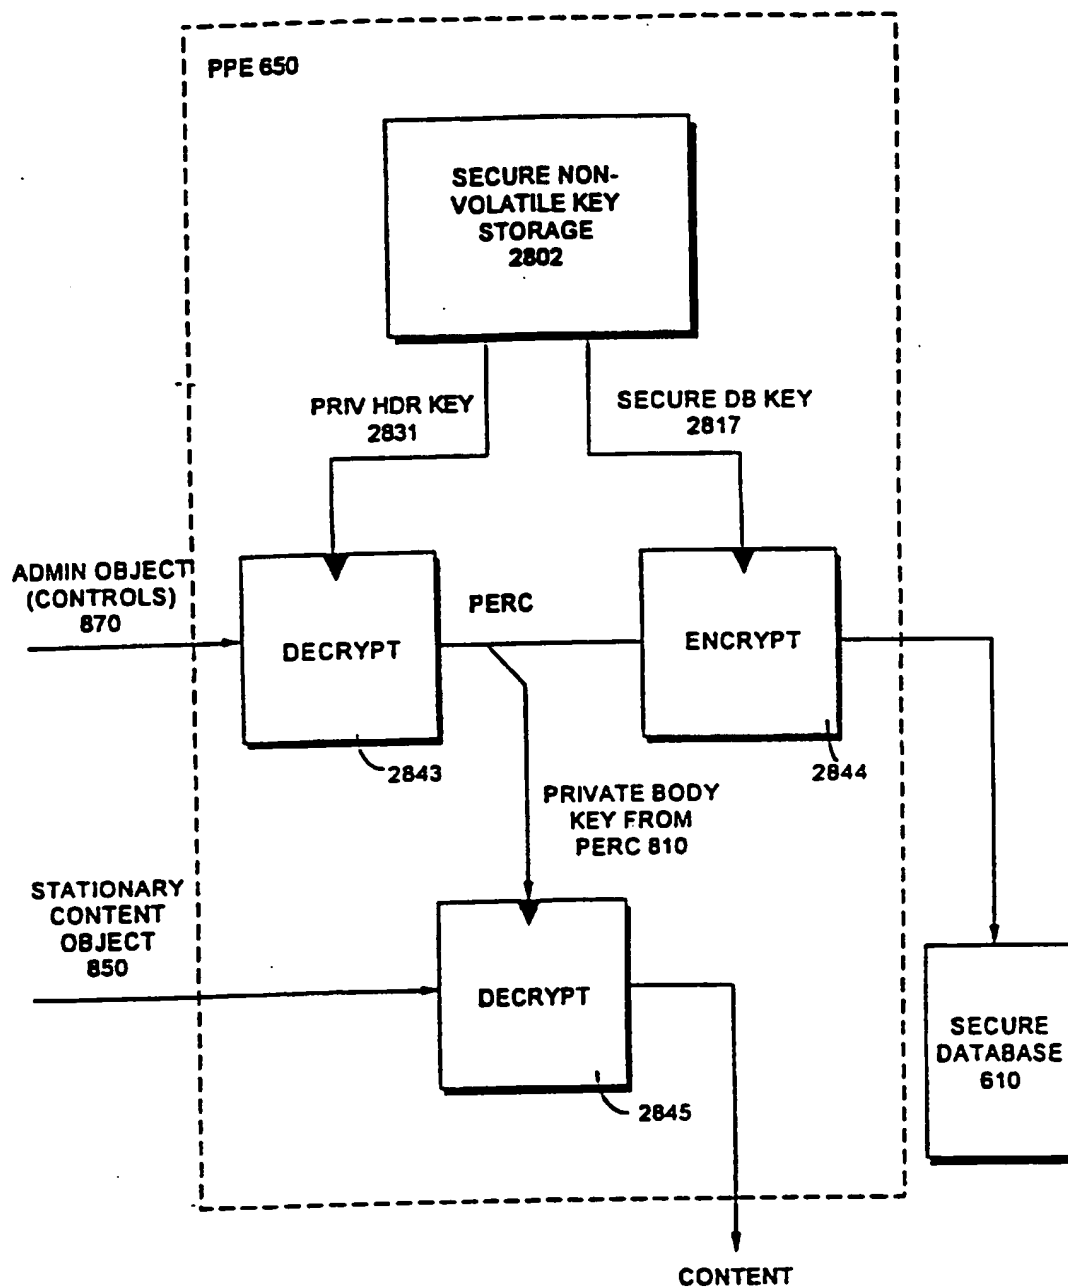 PPE 650
SECURE NON-
VOLATILE KEY
STORAGE
2802
PRIV HDR KEY
2831
SECURE DB KEY
2817
ADMIN OBJECT
(CONTROLS)
870
DECRYPT
PERC
ENCRYPT
2843
2844
PRIVATE BODY
KEY FROM
PERC 810
STATIONARY
CONTENT
OBJECT
850
DECRYPT
2845
SECURE
DATABASE
610
CONTENT